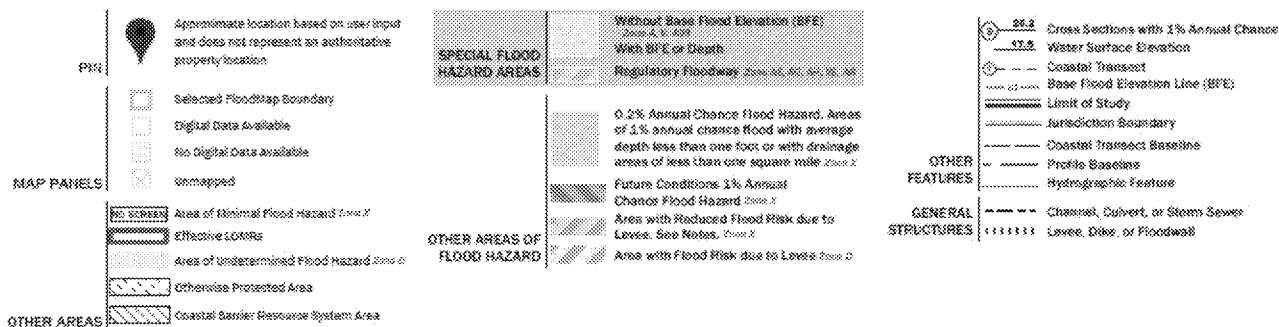 PIN
Approximate location based on user input
and does not represent an authoritative
property location
MAP PANELS
Selected FloodMap Boundary
Digital Data Available
No Digital Data Available
Unmapped
OTHER AREAS
NO SCREEN Area of Minimal Flood Hazard Zone X
Effective LOMRs
Area of Undetermined Flood Hazard Zone D
Otherwise Protected Area
Coastal Barrier Resource System Area
SPECIAL FLOOD
HAZARD AREAS
Without Base Flood Elevation (BFE)
Zone A, V, A99
With BFE or Depth
Regulatory Floodway Zone AE, AO, AH, VE, AR
OTHER AREAS OF
FLOOD HAZARD
0.2% Annual Chance Flood Hazard, Areas
of 1% annual chance flood with average
depth less than one foot or with drainage
areas of less than one square mile Zone X
Future Conditions 1% Annual
Chance Flood Hazard Zone X
Area with Reduced Flood Risk due to
Levee. See Notes. Zone X
Area with Flood Risk due to Levee Zone D
OTHER
FEATURES
20.2 Cross Sections with 1% Annual Chance
17.5 Water Surface Elevation
Coastal Transect
Base Flood Elevation Line (BFE)
Limit of Study
Jurisdiction Boundary
Coastal Transect Baseline
Profile Baseline
Hydrographic Feature
GENERAL
STRUCTURES
Channel, Culvert, or Storm Sewer
Levee, Dike, or Floodwall